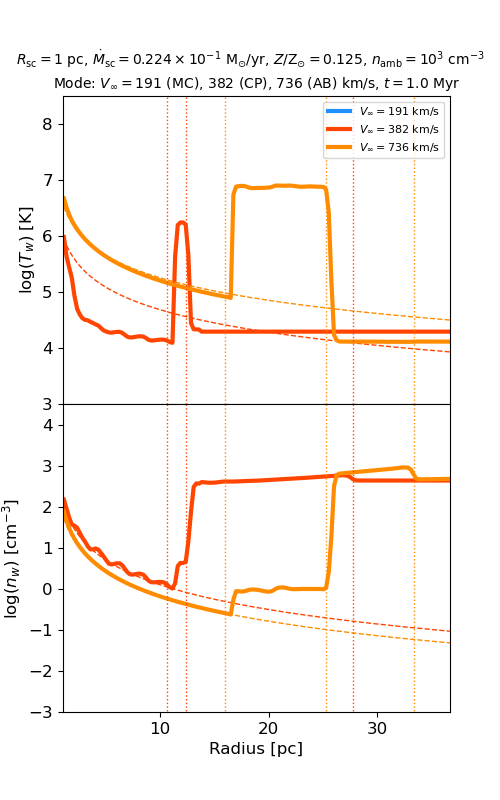 R_sc = 1 pc, Ṁ_sc = 0.224 × 10⁻¹ M_⊙/yr, Z/Z_⊙ = 0.125, n_amb = 10³ cm⁻³
Mode: V_∞ = 191 (MC), 382 (CP), 736 (AB) km/s, t = 1.0 Myr
V_∞ = 191 km/s
V_∞ = 382 km/s
V_∞ = 736 km/s
log(T_w) [K]
8
7
6
5
4
3
log(n_w) [cm⁻³]
4
3
2
1
0
−1
−2
−3
10 20 30
Radius [pc]